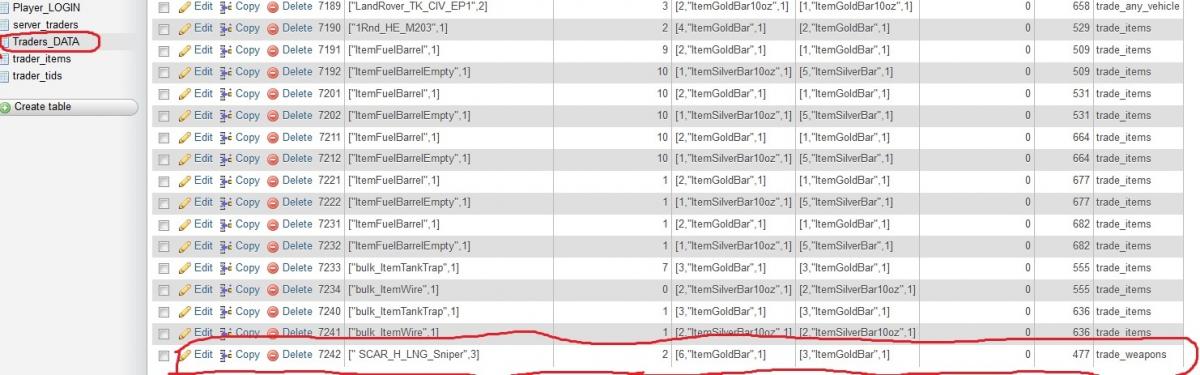 Player_LOGIN
server_traders
Traders_DATA
trader_items
trader_tids
Create table
Edit Copy Delete 7189 ["LandRover_TK_CIV_EP1",2] 3 [2,"ItemGoldBar",1] [1,"ItemGoldBar",1] 0 658 trade_any_vehicle
Edit Copy Delete 7190 ["1Rnd_HE_M203",1] 2 [4,"ItemGoldBar",1] [2,"ItemGoldBar",1] 0 529 trade_items
Edit Copy Delete 7191 ["ItemFuelBarrel",1] 9 [2,"ItemGoldBar",1] [1,"ItemGoldBar",1] 0 509 trade_items
Edit Copy Delete 7192 ["ItemFuelBarrelEmpty",1] 10 [1,"ItemSilverBar10oz",1] [5,"ItemSilverBar",1] 0 509 trade_items
Edit Copy Delete 7201 ["ItemFuelBarrel",1] 10 [2,"ItemGoldBar",1] [1,"ItemGoldBar",1] 0 531 trade_items
Edit Copy Delete 7202 ["ItemFuelBarrelEmpty",1] 10 [1,"ItemSilverBar10oz",1] [5,"ItemSilverBar",1] 0 531 trade_items
Edit Copy Delete 7211 ["ItemFuelBarrel",1] 10 [2,"ItemGoldBar",1] [1,"ItemGoldBar",1] 0 664 trade_items
Edit Copy Delete 7212 ["ItemFuelBarrelEmpty",1] 10 [1,"ItemSilverBar10oz",1] [5,"ItemSilverBar",1] 0 664 trade_items
Edit Copy Delete 7221 ["ItemFuelBarrel",1] 1 [2,"ItemGoldBar",1] [1,"ItemGoldBar",1] 0 677 trade_items
Edit Copy Delete 7222 ["ItemFuelBarrelEmpty",1] 1 [1,"ItemSilverBar10oz",1] [5,"ItemSilverBar",1] 0 677 trade_items
Edit Copy Delete 7231 ["ItemFuelBarrel",1] 1 [2,"ItemGoldBar",1] [1,"ItemGoldBar",1] 0 682 trade_items
Edit Copy Delete 7232 ["ItemFuelBarrelEmpty",1] 1 [1,"ItemSilverBar10oz",1] [5,"ItemSilverBar",1] 0 682 trade_items
Edit Copy Delete 7233 ["bulk_ItemTankTrap",1] 7 [3,"ItemGoldBar",1] [3,"ItemGoldBar",1] 0 555 trade_items
Edit Copy Delete 7234 ["bulk_ItemWire",1] 0 [2,"ItemSilverBar10oz",1] [2,"ItemSilverBar10oz",1] 0 555 trade_items
Edit Copy Delete 7240 ["bulk_ItemTankTrap",1] 1 [3,"ItemGoldBar",1] [3,"ItemGoldBar",1] 0 636 trade_items
Edit Copy Delete 7241 ["bulk_ItemWire",1] 1 [2,"ItemSilverBar10oz",1] [2,"ItemSilverBar10oz",1] 0 636 trade_items
Edit Copy Delete 7242 [" SCAR_H_LNG_Sniper",3] 2 [6,"ItemGoldBar",1] [3,"ItemGoldBar",1] 0 477 trade_weapons